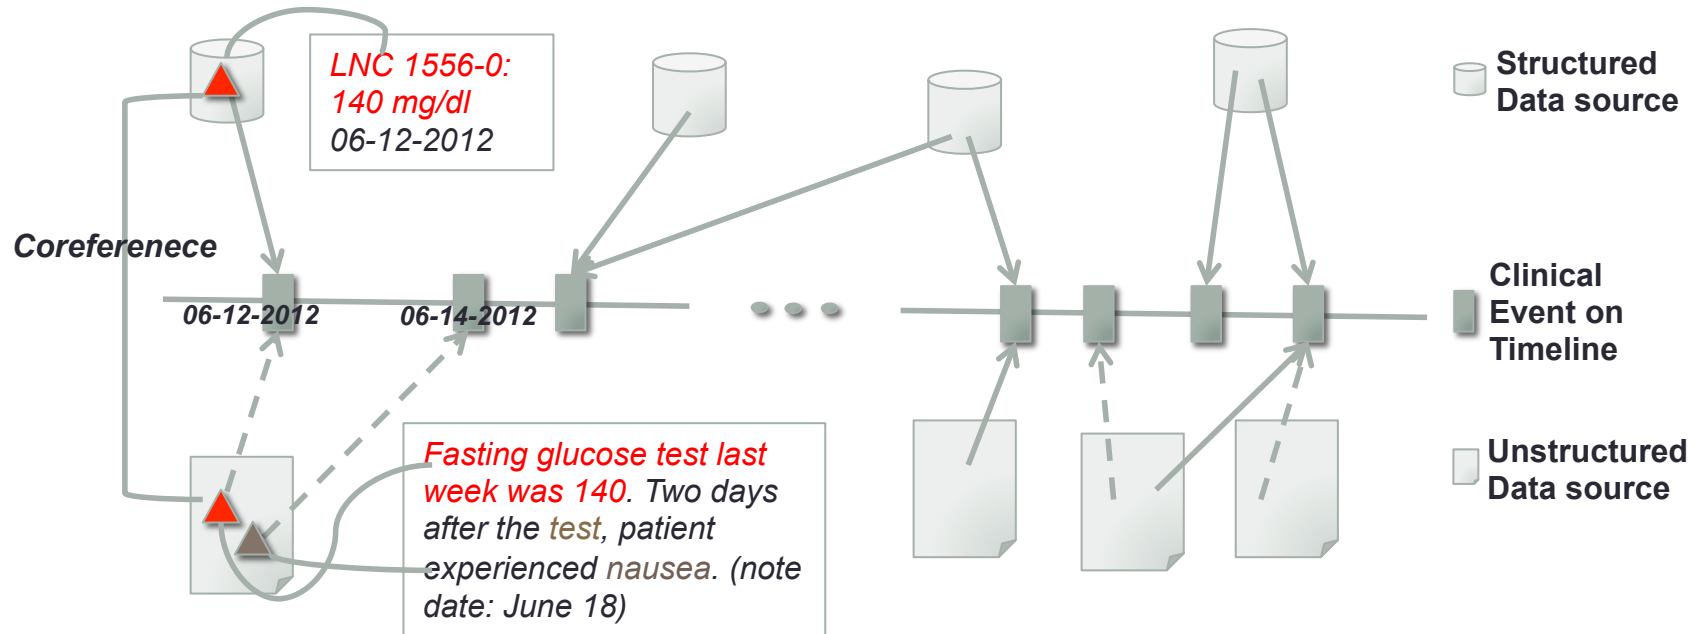 LNC 1556-0:
140 mg/dl
06-12-2012
Structured
Data source
Coreferenece
06-12-2012
06-14-2012
Clinical
Event on
Timeline
Fasting glucose test last
week was 140. Two days
after the test, patient
experienced nausea. (note
date: June 18)
Unstructured
Data source